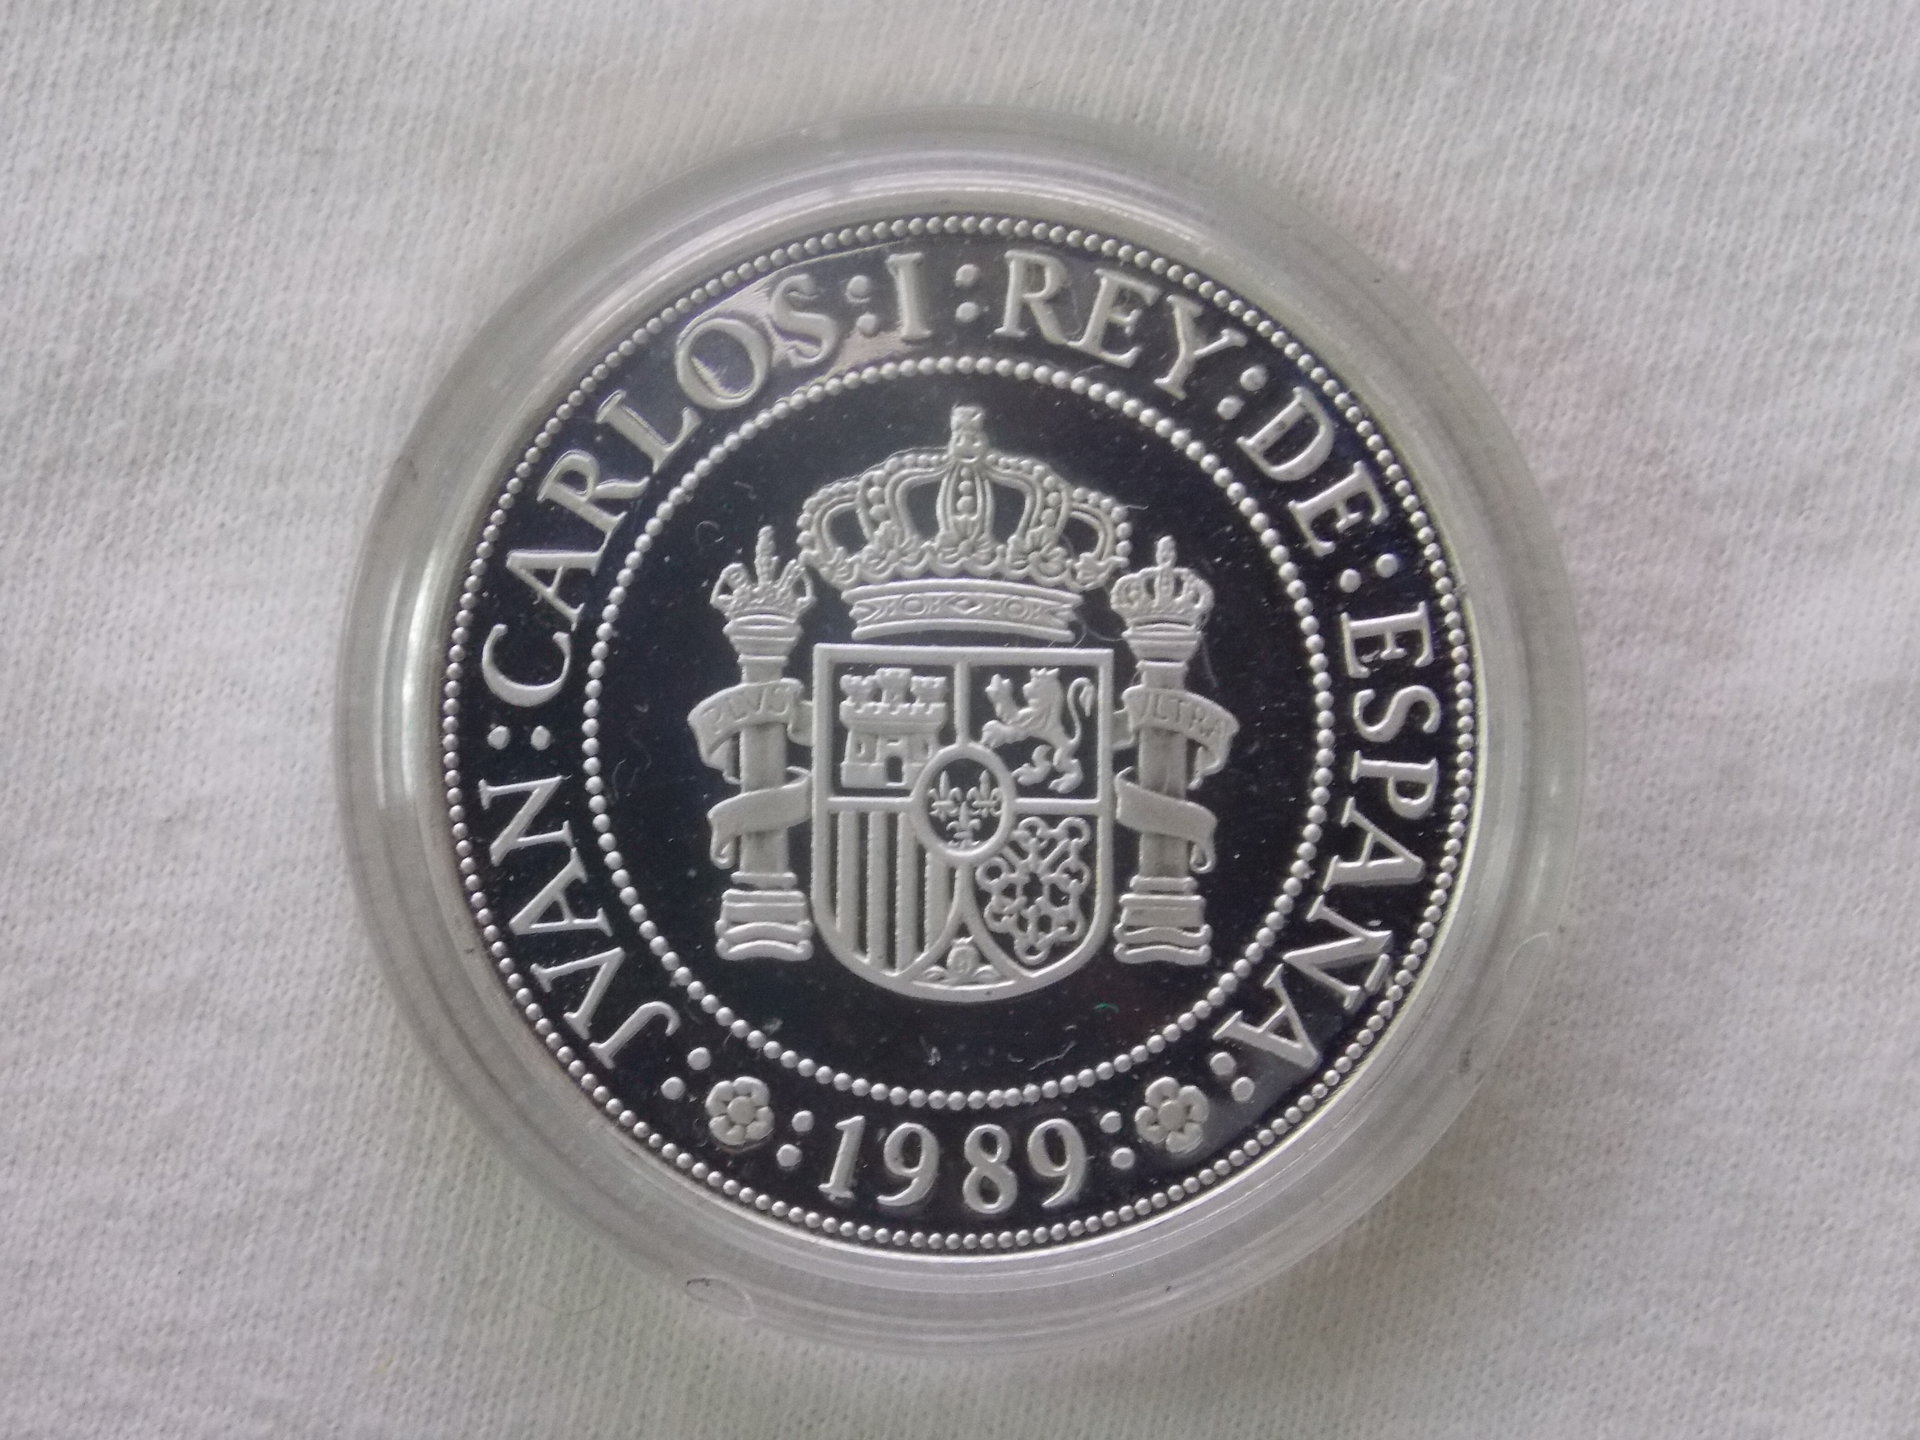 : JVAN : CARLOS : I : REY : DE : ESPAÑA :
: 1989 :
PLVS
VLTRA